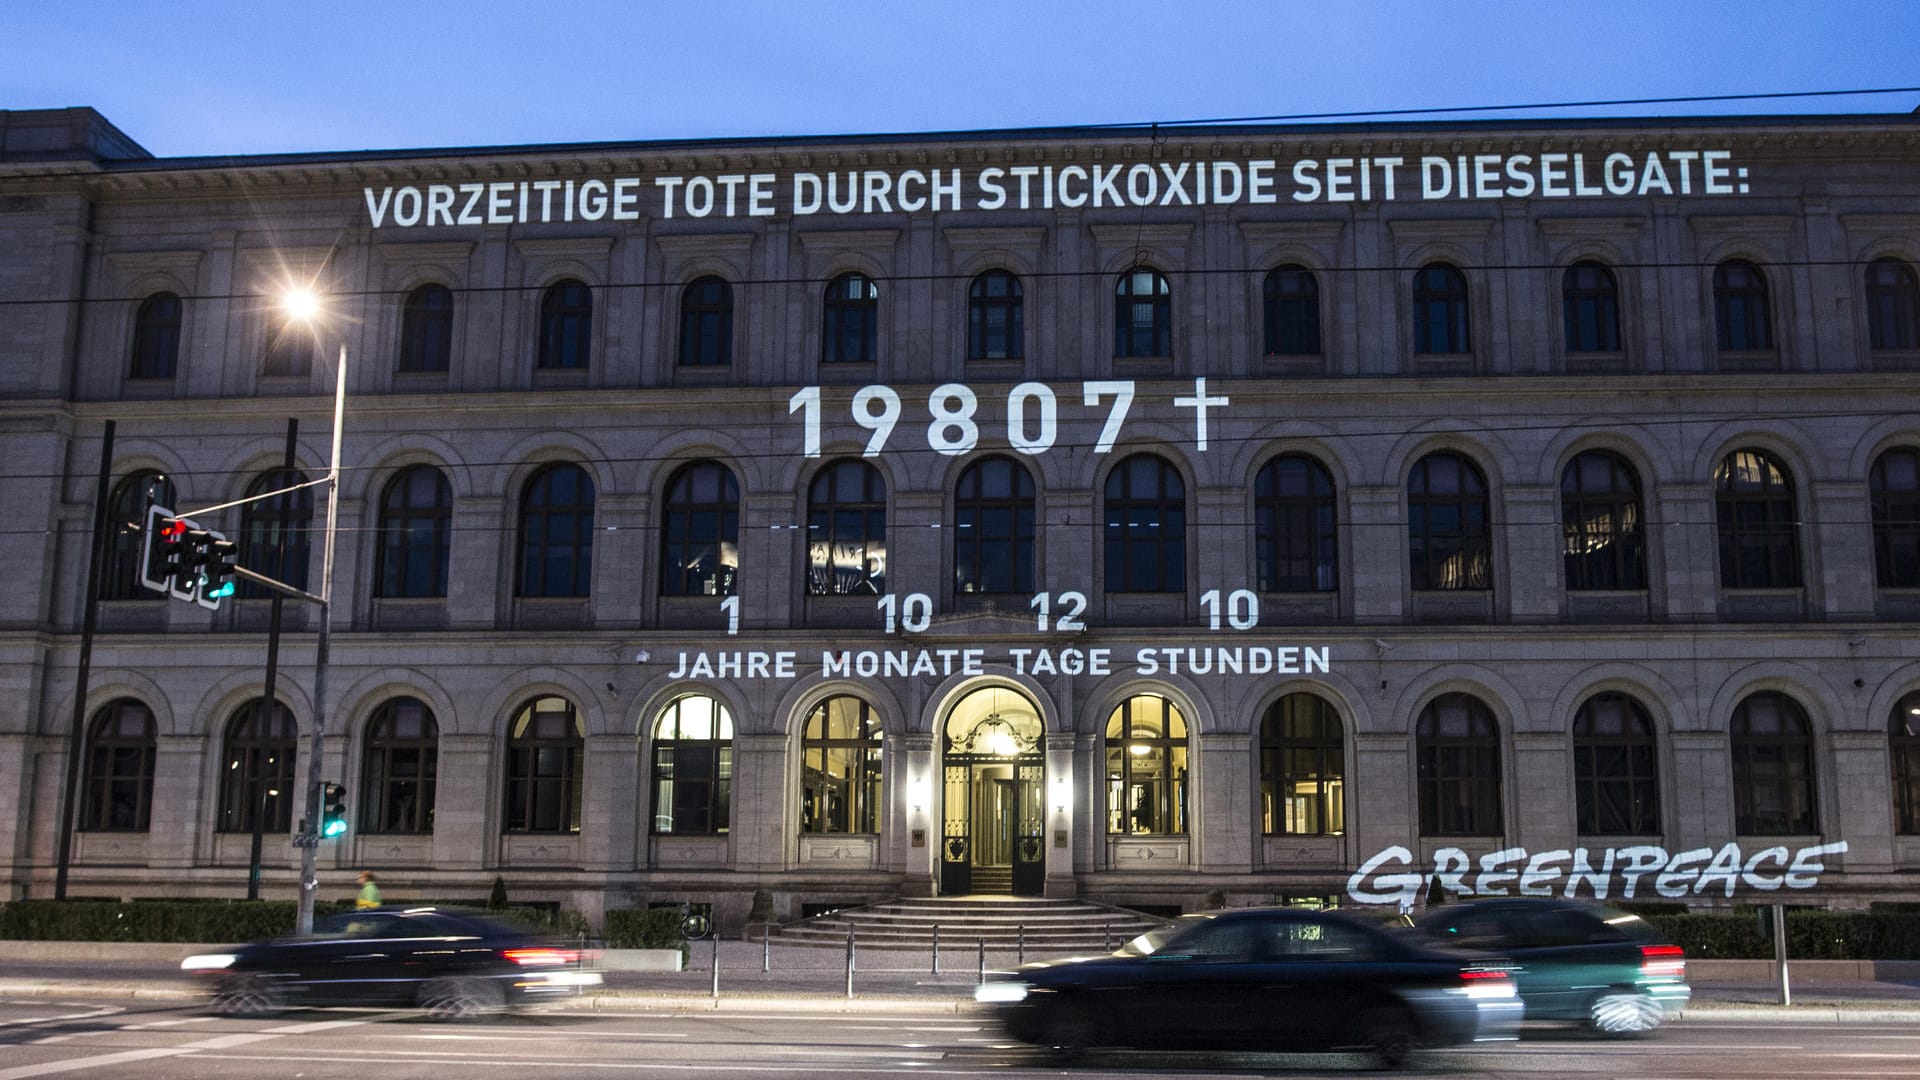 VORZEITIGE TOTE DURCH STICKOXIDE SEIT DIESELGATE:
19807†
1 10 12 10
JAHRE MONATE TAGE STUNDEN
GREENPEACE